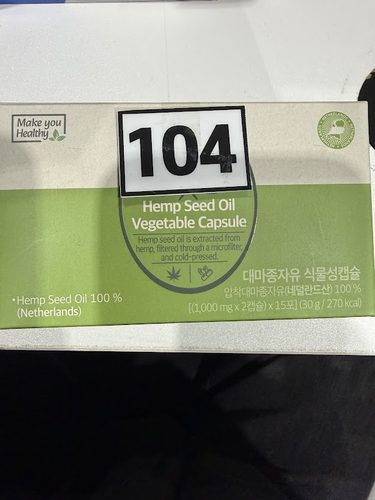 Make you
Healthy
104
Hemp Seed Oil
Vegetable Capsule
Hemp seed oil is extracted from
hemp, filtered through a microfilter,
and cold-pressed.
대마종자유 식물성캡슐
압착대마종자유(네덜란드산) 100 %
[(1,000 mg x 2캡슐) x 15포] (30 g / 270 kcal)
*Hemp Seed Oil 100 %
(Netherlands)